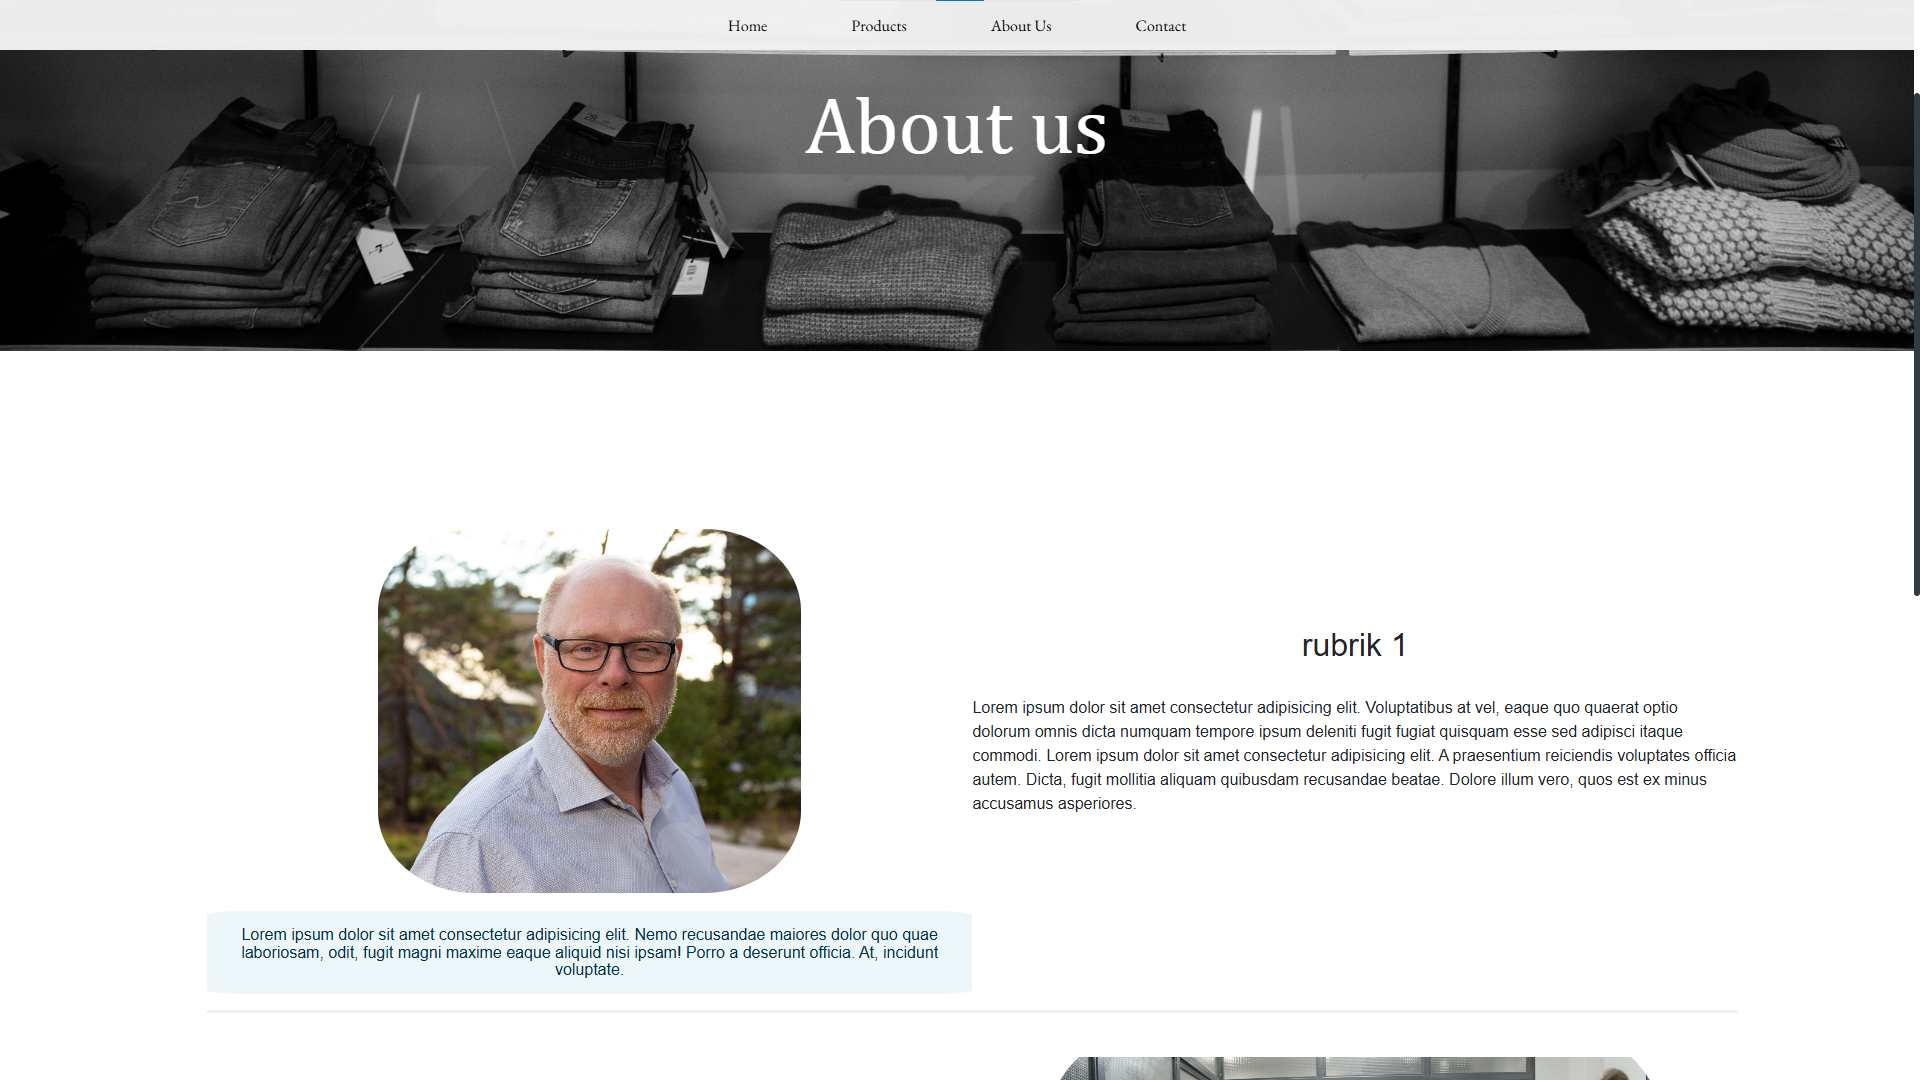 Home Products About Us Contact
About us
28
28
28
rubrik 1
Lorem ipsum dolor sit amet consectetur adipisicing elit. Voluptatibus at vel, eaque quo quaerat optio
dolorum omnis dicta numquam tempore ipsum deleniti fugit fugiat quisquam esse sed adipisci itaque
commodi. Lorem ipsum dolor sit amet consectetur adipisicing elit. A praesentium reiciendis voluptates officia
autem. Dicta, fugit mollitia aliquam quibusdam recusandae beatae. Dolore illum vero, quos est ex minus
accusamus asperiores.
Lorem ipsum dolor sit amet consectetur adipisicing elit. Nemo recusandae maiores dolor quo quae
laboriosam, odit, fugit magni maxime eaque aliquid nisi ipsam! Porro a deserunt officia. At, incidunt
voluptate.